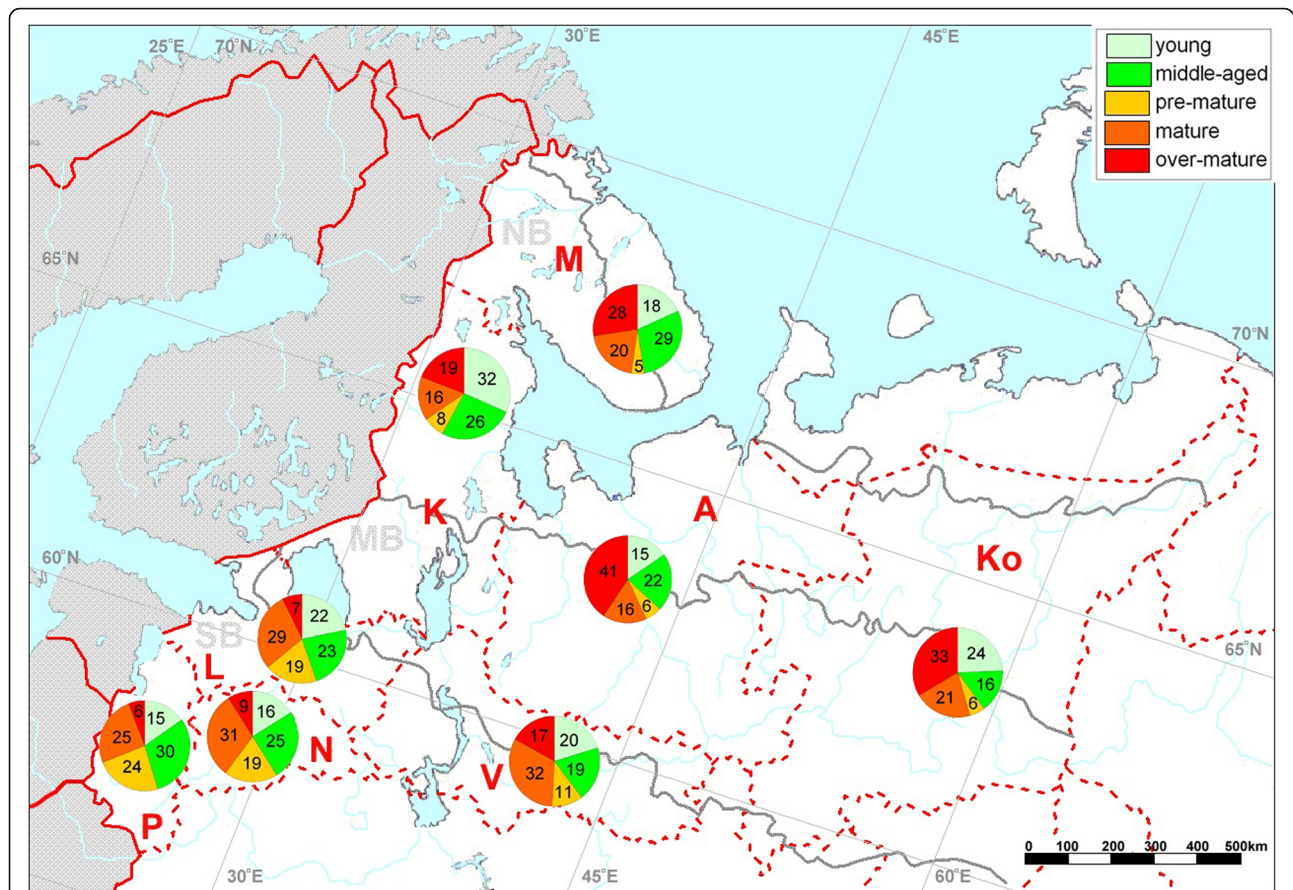 25°E
70°N
30°E
45°E
young
middle-aged
pre-mature
mature
over-mature
NB
M
65°N
28
18
29
20
5
70°N
19
32
16
8
26
K
A
MB
Ko
60°N
41
15
22
16
6
65°N
7
22
SB
29
23
19
L
33
24
16
21
6
6
15
25
30
24
9
16
31
25
19
N
17
20
V
19
32
11
P
0 100 200 300 400 500km
30°E
45°E
60°E